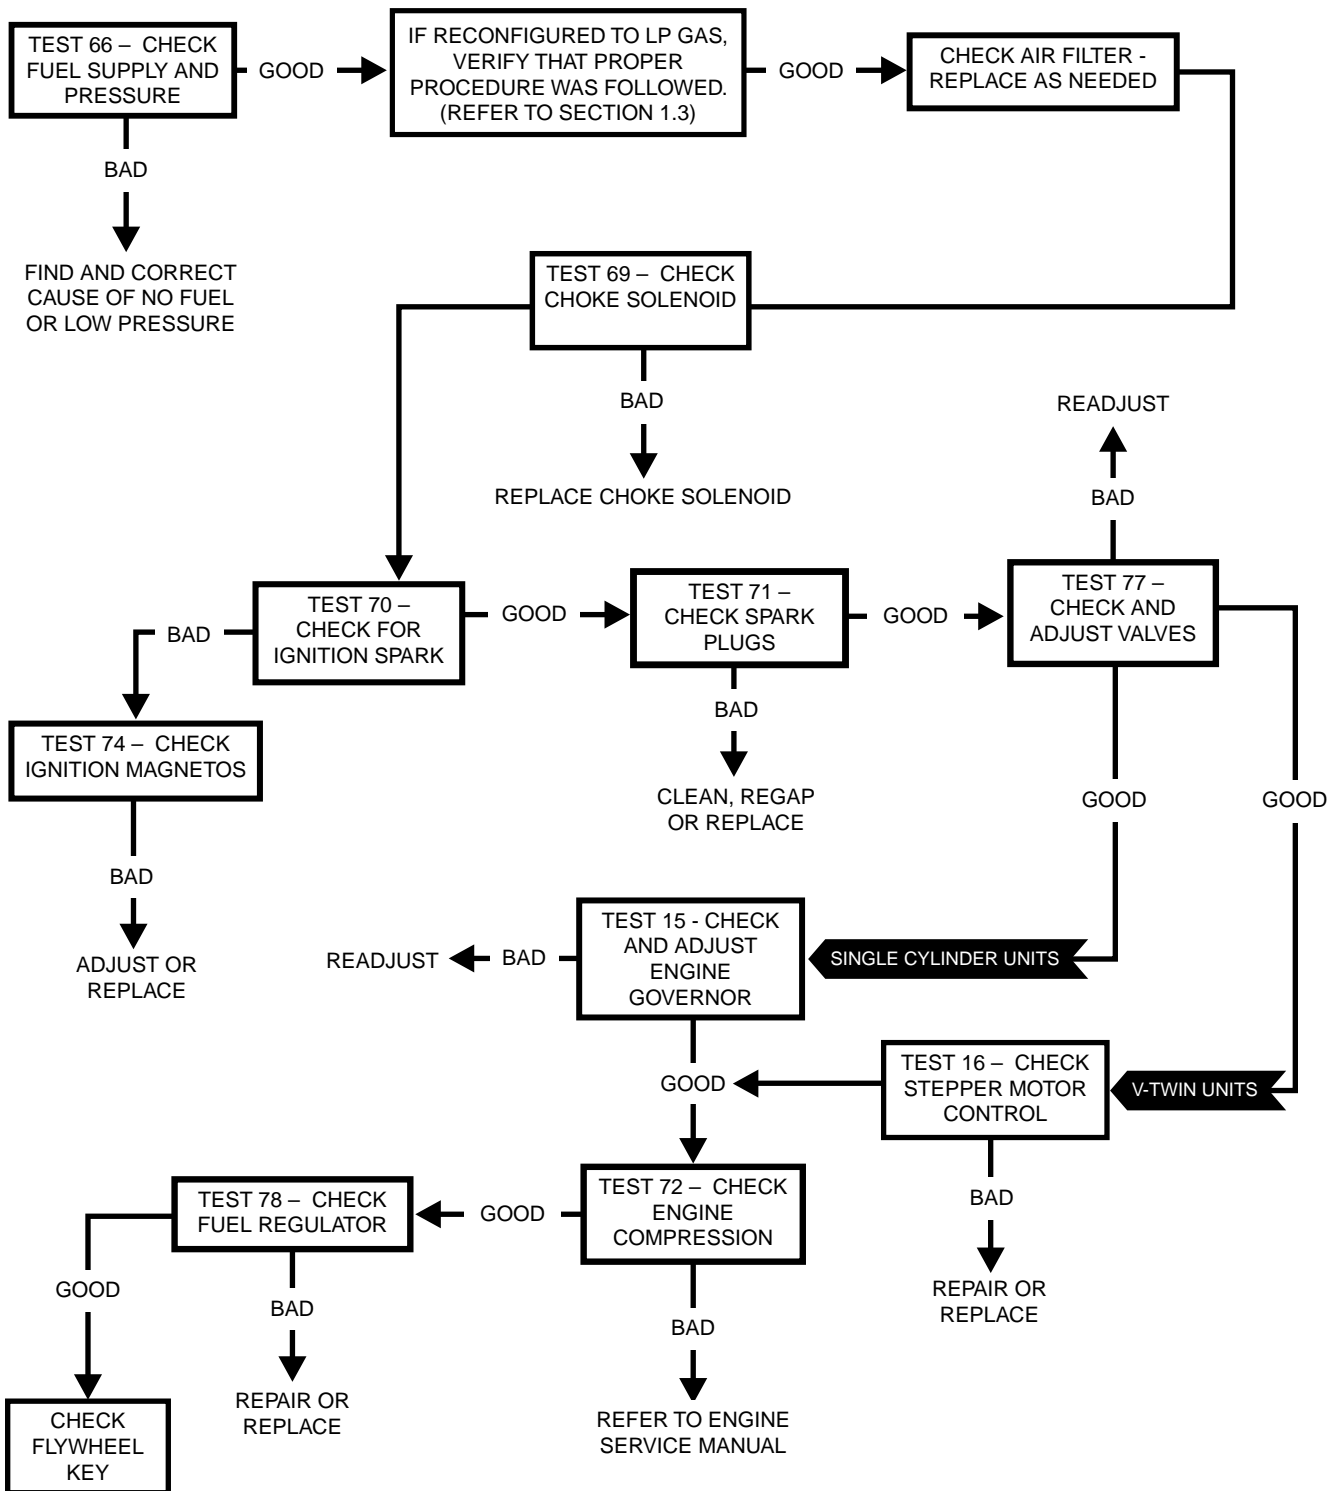 TEST 66 – CHECK
FUEL SUPPLY AND
PRESSURE
GOOD
IF RECONFIGURED TO LP GAS,
VERIFY THAT PROPER
PROCEDURE WAS FOLLOWED.
(REFER TO SECTION 1.3)
GOOD
CHECK AIR FILTER -
REPLACE AS NEEDED
BAD
FIND AND CORRECT
CAUSE OF NO FUEL
OR LOW PRESSURE
TEST 69 – CHECK
CHOKE SOLENOID
BAD
REPLACE CHOKE SOLENOID
READJUST
BAD
TEST 70 –
CHECK FOR
IGNITION SPARK
GOOD
TEST 71 –
CHECK SPARK
PLUGS
GOOD
TEST 77 –
CHECK AND
ADJUST VALVES
BAD
TEST 74 – CHECK
IGNITION MAGNETOS
BAD
ADJUST OR
REPLACE
BAD
CLEAN, REGAP
OR REPLACE
GOOD
GOOD
TEST 15 - CHECK
AND ADJUST
ENGINE
GOVERNOR
SINGLE CYLINDER UNITS
BAD
READJUST
GOOD
TEST 16 – CHECK
STEPPER MOTOR
CONTROL
V-TWIN UNITS
BAD
REPAIR OR
REPLACE
TEST 72 – CHECK
ENGINE
COMPRESSION
GOOD
TEST 78 – CHECK
FUEL REGULATOR
BAD
REFER TO ENGINE
SERVICE MANUAL
BAD
REPAIR OR
REPLACE
GOOD
CHECK
FLYWHEEL
KEY